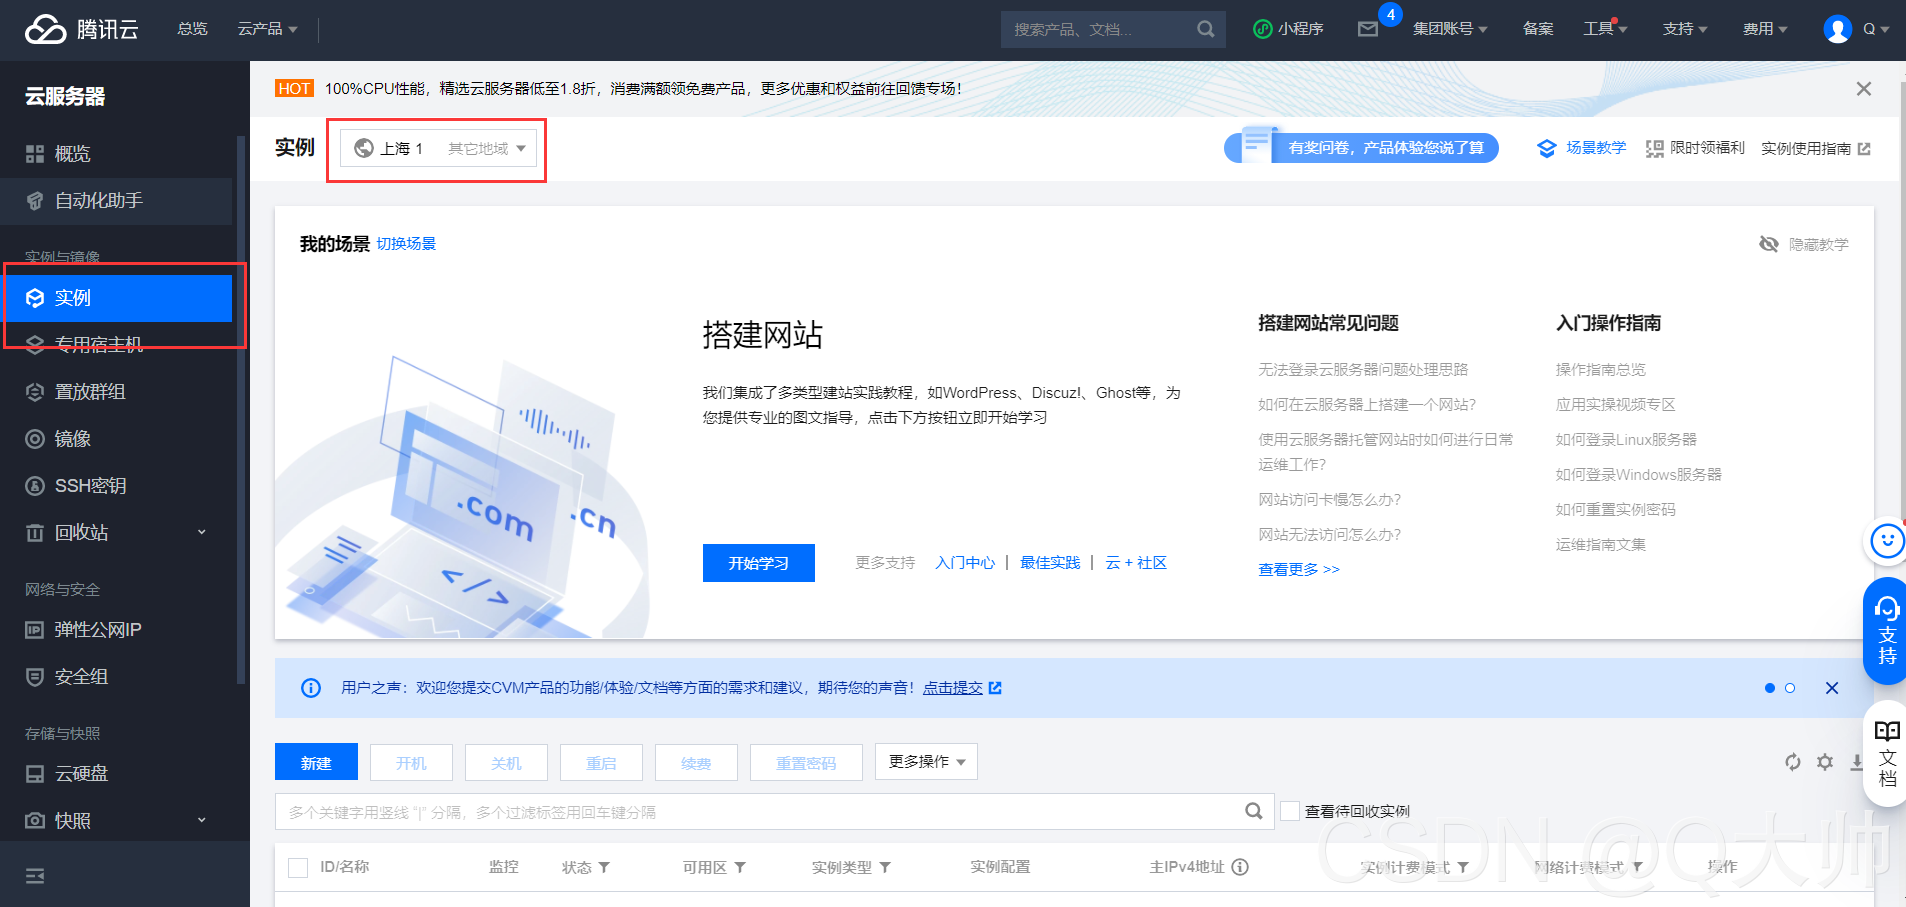 腾讯云
总览
云产品
搜索产品、文档...
小程序
4
集团账号
备案
工具
支持
费用
Q
云服务器
概览
自动化助手
实例与镜像
实例
专用宿主机
置放群组
镜像
SSH密钥
回收站
网络与安全
IP
弹性公网IP
安全组
存储与快照
云硬盘
快照
HOT 100%CPU性能，精选云服务器低至1.8折，消费满额领免费产品，更多优惠和权益前往回馈专场！
实例
上海 1 其它地域
有奖问卷，产品体验您说了算
场景教学
限时领福利
实例使用指南
我的场景 切换场景
隐藏教学
.com
.cn
</>
搭建网站
我们集成了多类型建站实践教程，如WordPress、Discuz!、Ghost等，为
您提供专业的图文指导，点击下方按钮立即开始学习
开始学习
更多支持 入门中心 | 最佳实践 | 云 + 社区
搭建网站常见问题
无法登录云服务器问题处理思路
如何在云服务器上搭建一个网站?
使用云服务器托管网站时如何进行日常
运维工作?
网站访问卡慢怎么办?
网站无法访问怎么办?
查看更多 >>
入门操作指南
操作指南总览
应用实操视频专区
如何登录Linux服务器
如何登录Windows服务器
如何重置实例密码
运维指南文集
支持
文档
用户之声：欢迎您提交CVM产品的功能/体验/文档等方面的需求和建议，期待您的声音！点击提交
新建
开机
关机
重启
续费
重置密码
更多操作
多个关键字用竖线 “|” 分隔，多个过滤标签用回车键分隔
查看待回收实例
ID/名称
监控
状态
可用区
实例类型
实例配置
主IPv4地址
实例计费模式
网络计费模式
操作
CSDN @Q大帅